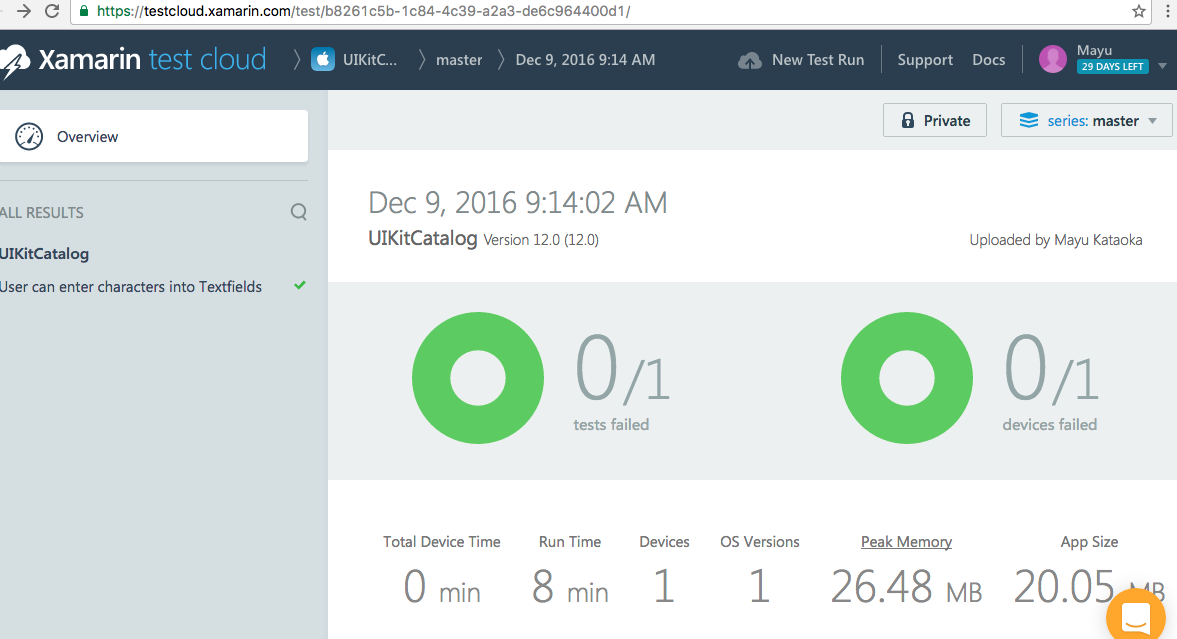 https://testcloud.xamarin.com/test/b8261c5b-1c84-4c39-a2a3-de6c964400d1/
Xamarin test cloud
UIKitC...
master
Dec 9, 2016 9:14 AM
New Test Run
Support
Docs
Mayu
29 DAYS LEFT
Overview
Private
series: master
ALL RESULTS
UIKitCatalog
User can enter characters into Textfields
Dec 9, 2016 9:14:02 AM
UIKitCatalog Version 12.0 (12.0)
Uploaded by Mayu Kataoka
0/1
tests failed
0/1
devices failed
Total Device Time
Run Time
Devices
OS Versions
Peak Memory
App Size
0 min
8 min
1
1
26.48 MB
20.05 MB